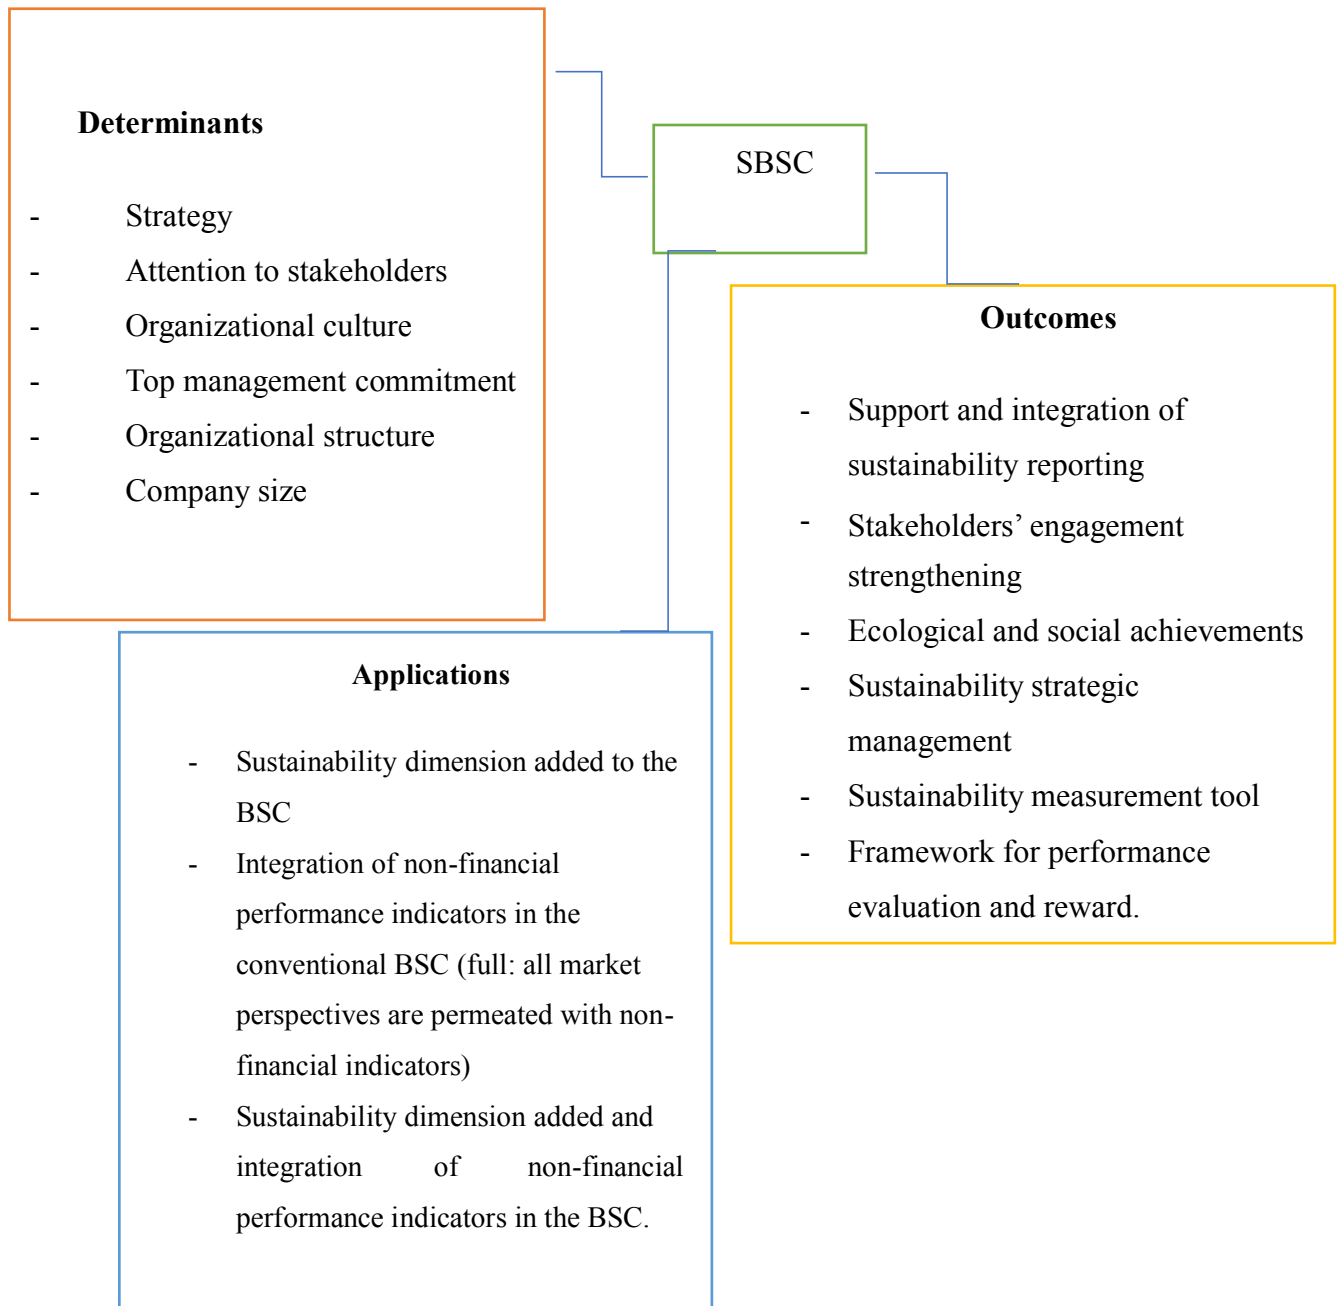 Determinants
- Strategy
- Attention to stakeholders
- Organizational culture
- Top management commitment
- Organizational structure
- Company size
SBSC
Outcomes
- Support and integration of
sustainability reporting
- Stakeholders’ engagement
strengthening
- Ecological and social achievements
- Sustainability strategic
management
- Sustainability measurement tool
- Framework for performance
evaluation and reward.
Applications
- Sustainability dimension added to the
BSC
- Integration of non-financial
performance indicators in the
conventional BSC (full: all market
perspectives are permeated with non-
financial indicators)
- Sustainability dimension added and
integration of non-financial
performance indicators in the BSC.